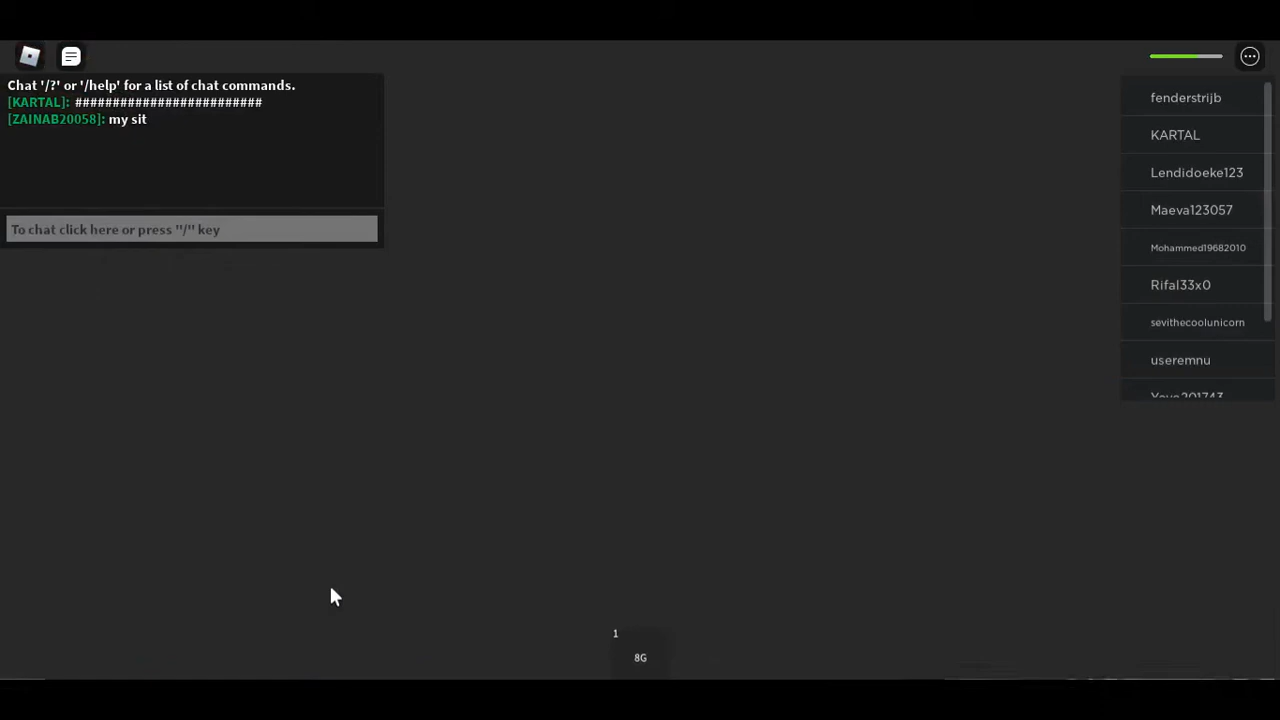 Chat '/?' or '/help' for a list of chat commands.
[KARTAL]: #########################
[ZAINAB20058]: my sit
To chat click here or press "/" key
fenderstrijb
KARTAL
Lendidoeke123
Maeva123057
Mohammed19682010
Rifal33x0
sevithecoolunicorn
useremnu
1
8G